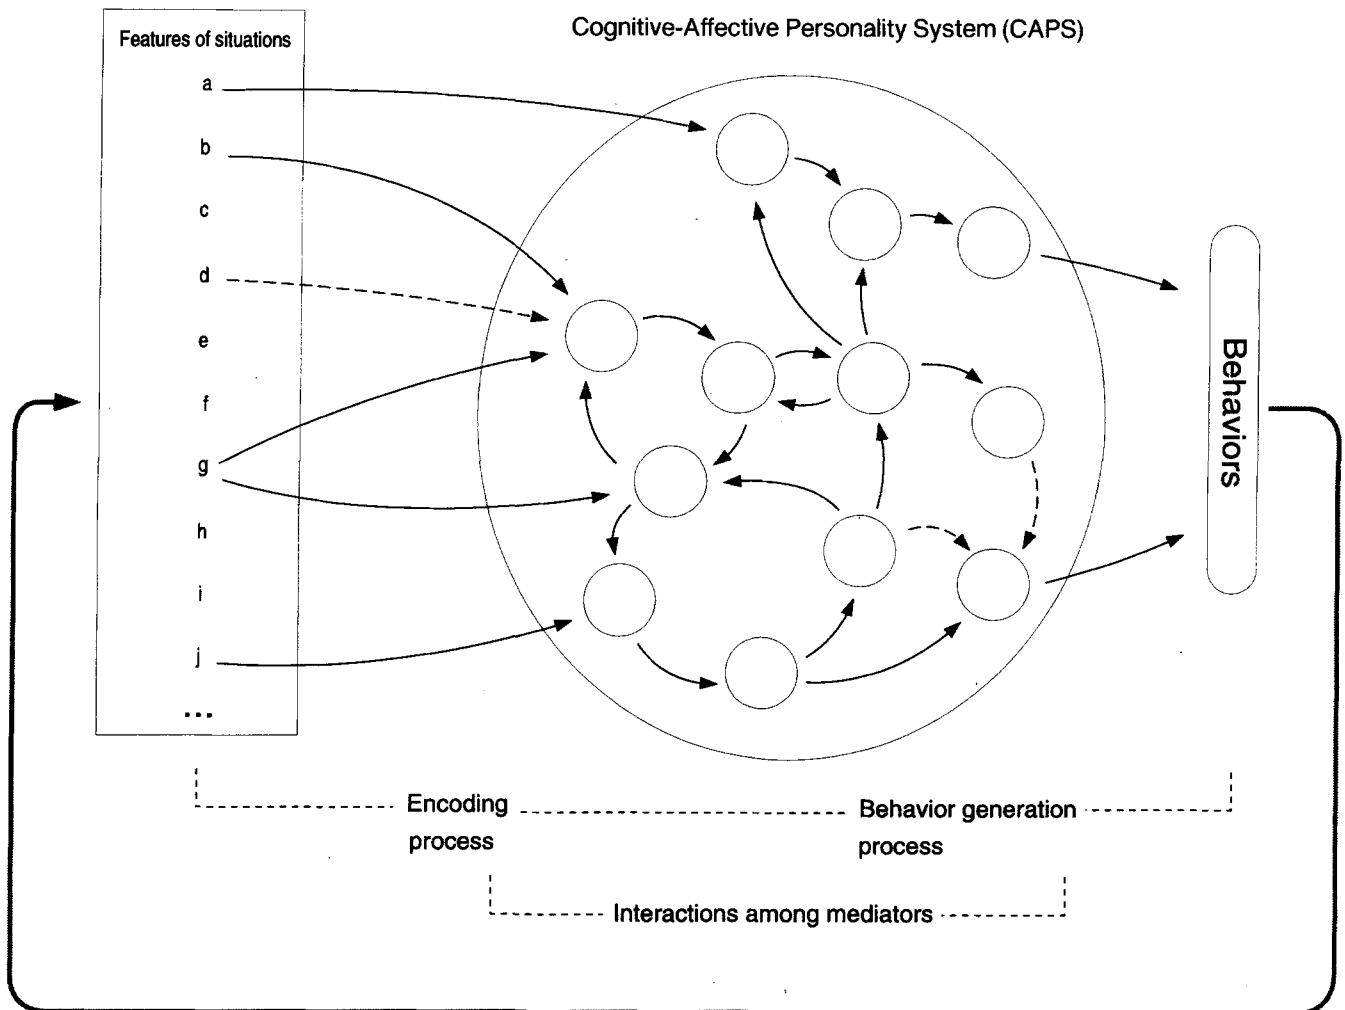 Cognitive-Affective Personality System (CAPS)
Features of situations
a
b
c
d
e
f
g
h
i
j
...
Behaviors
Encoding
process
Behavior generation
process
Interactions among mediators